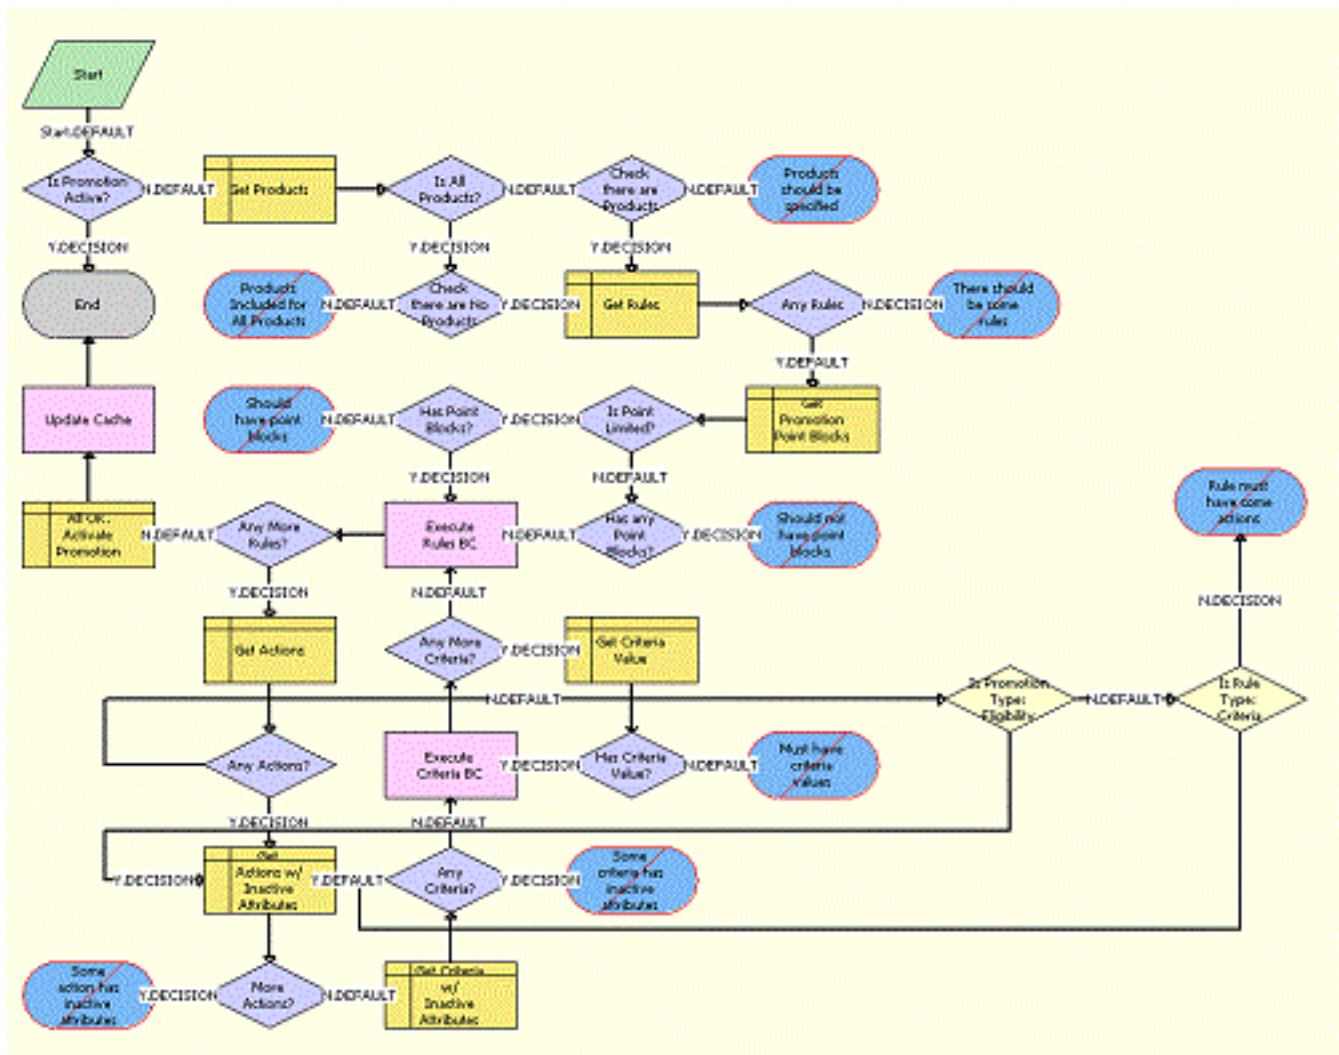 Start
Start.DEFAULT
Is Promotion
Active?
N.DEFAULT
Get Products
Is All
Products?
N.DEFAULT
Check
there are
Products
N.DEFAULT
Products
should be
specified
Y.DECISION
Y.DECISION
Y.DECISION
End
Products
Included for
All Products
N.DEFAULT
Check
there are No
Products
Y.DECISION
Get Rules
Any Rules
N.DECISION
There should
be some
rules
Y.DEFAULT
Update Cache
Should
have point
blocks
N.DEFAULT
Has Point
Blocks?
Y.DECISION
Is Point
Limited?
Get
Promotion
Point Blocks
Y.DECISION
N.DEFAULT
Rule must
have some
actions
All OK.
Activate
Promotion
N.DEFAULT
Any More
Rules?
Execute
Rules BC
N.DEFAULT
Has any
Point
Blocks?
Y.DECISION
Should not
have point
blocks
Y.DECISION
N.DEFAULT
N.DECISION
Get Actions
Any More
Criteria?
Y.DECISION
Get Criteria
Value
N.DEFAULT
Is Promotion
Type:
Eligibility
N.DEFAULT
Is Rule
Type:
Criteria
Any Actions?
Execute
Criteria BC
Y.DECISION
Has Criteria
Value?
N.DEFAULT
Must have
criteria
values
Y.DECISION
N.DEFAULT
Y.DECISION
Get
Actions w/
Inactive
Attributes
Y.DEFAULT
Any
Criteria?
Y.DECISION
Some
criteria has
inactive
attributes
Some
action has
inactive
attributes
Y.DECISION
More
Actions?
N.DEFAULT
Get Criteria
w/
Inactive
Attributes